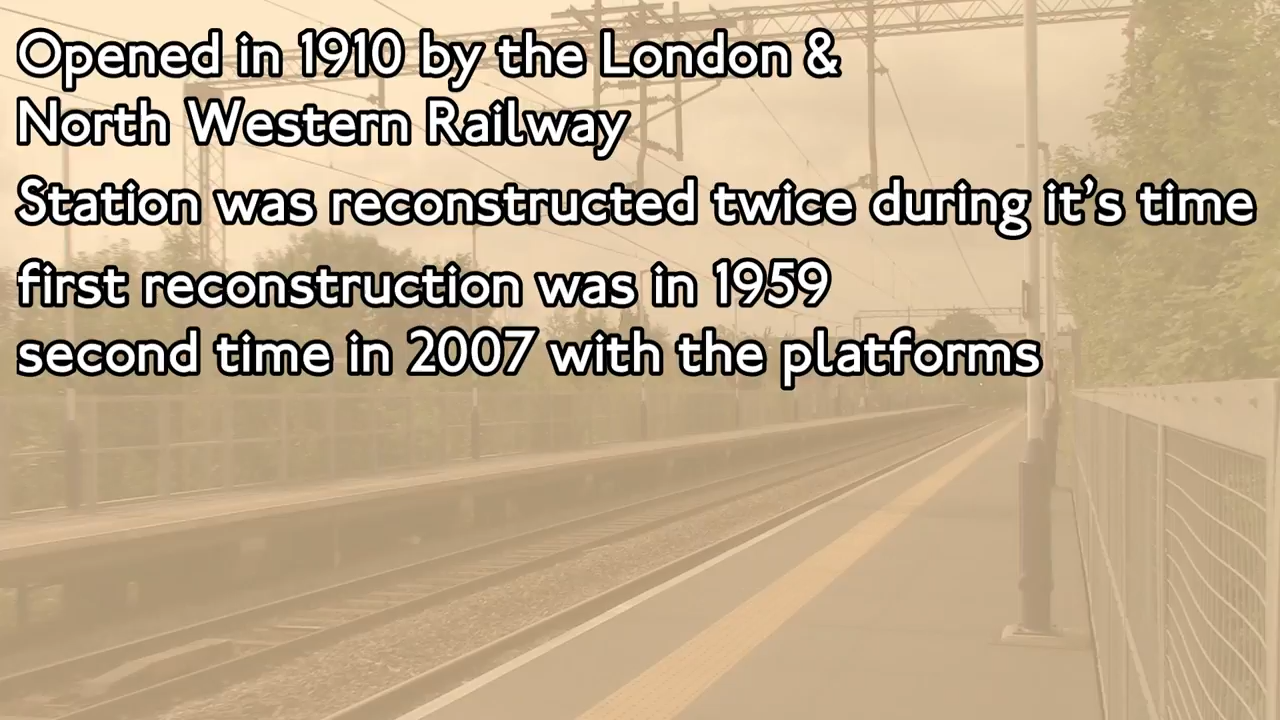 Opened in 1910 by the London &
North Western Railway
Station was reconstructed twice during it’s time
first reconstruction was in 1959
second time in 2007 with the platforms